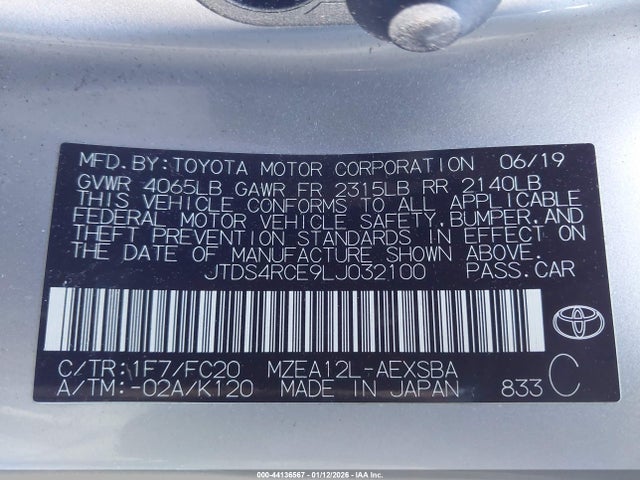 MFD.BY:TOYOTA MOTOR CORPORATION 06/19
GVWR 4065LB GAWR FR 2315LB RR 2140LB
THIS VEHICLE CONFORMS TO ALL APPLICABLE
FEDERAL MOTOR VEHICLE SAFETY,BUMPER,AND
THEFT PREVENTION STANDARDS IN EFFECT ON
THE DATE OF MANUFACTURE SHOWN ABOVE.
JTDS4RCE9LJ032100 PASS.CAR
C/TR:1F7/FC20 MZEA12L-AEXSBA
A/TM:-02A/K120 MADE IN JAPAN 833 C
000-44136567 - 01/12/2026 - IAA Inc.